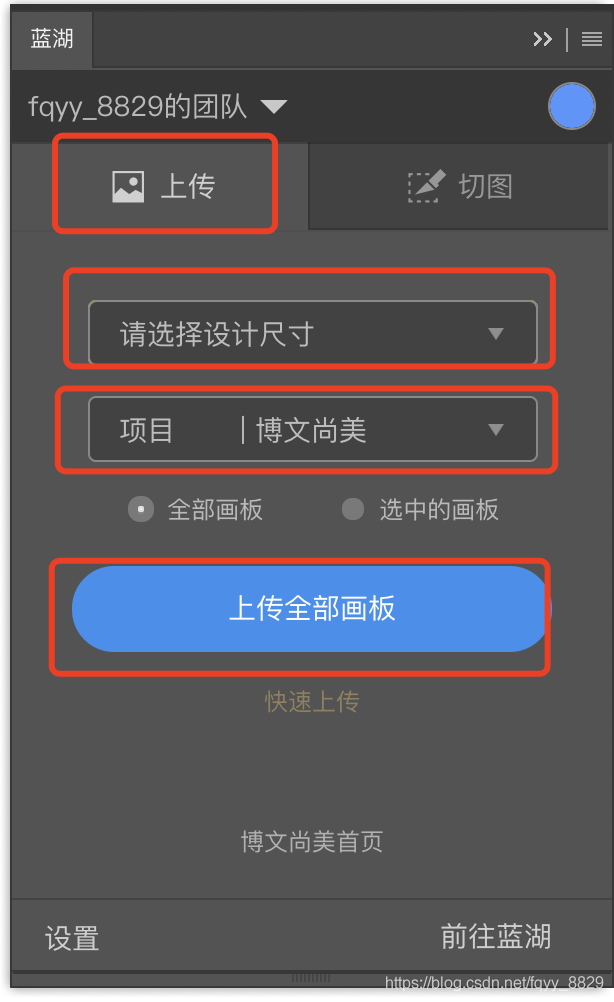 蓝湖
fqyy_8829的团队
上传 切图
请选择设计尺寸
项目 博文尚美
全部画板 选中的画板
上传全部画板
快速上传
博文尚美首页
设置 前往蓝湖
https://blog.csdn.net/fqyy_8829